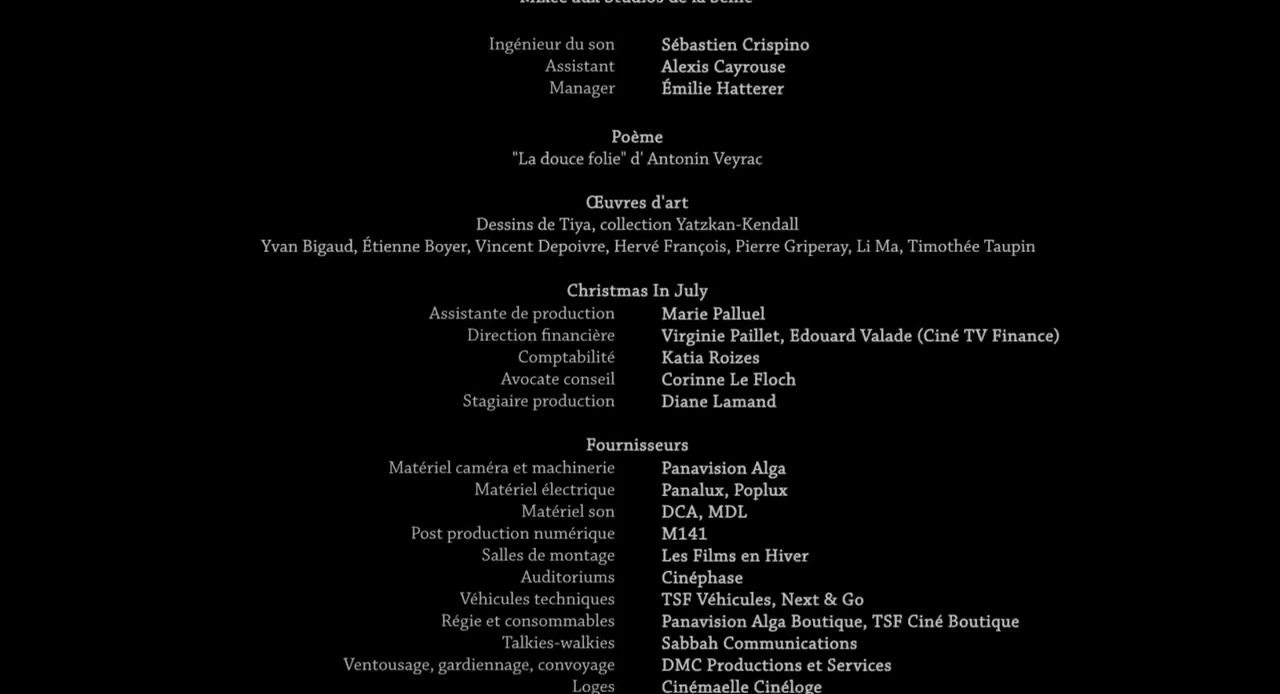 Mixée aux Studios de la Seine
Ingénieur du son Sébastien Crispino
Assistant Alexis Cayrouse
Manager Émilie Hatterer
Poème
"La douce folie" d' Antonin Veyrac
Œuvres d'art
Dessins de Tiya, collection Yatzkan-Kendall
Yvan Bigaud, Étienne Boyer, Vincent Depoivre, Hervé François, Pierre Griperay, Li Ma, Timothée Taupin
Christmas In July
Assistante de production Marie Palluel
Direction financière Virginie Paillet, Edouard Valade (Ciné TV Finance)
Comptabilité Katia Roizes
Avocate conseil Corinne Le Floch
Stagiaire production Diane Lamand
Fournisseurs
Matériel caméra et machinerie Panavision Alga
Matériel électrique Panalux, Poplux
Matériel son DCA, MDL
Post production numérique M141
Salles de montage Les Films en Hiver
Auditoriums Cinéphase
Véhicules techniques TSF Véhicules, Next & Go
Régie et consommables Panavision Alga Boutique, TSF Ciné Boutique
Talkies-walkies Sabbah Communications
Ventousage, gardiennage, convoyage DMC Productions et Services
Loges Cinémaelle Cinéloge